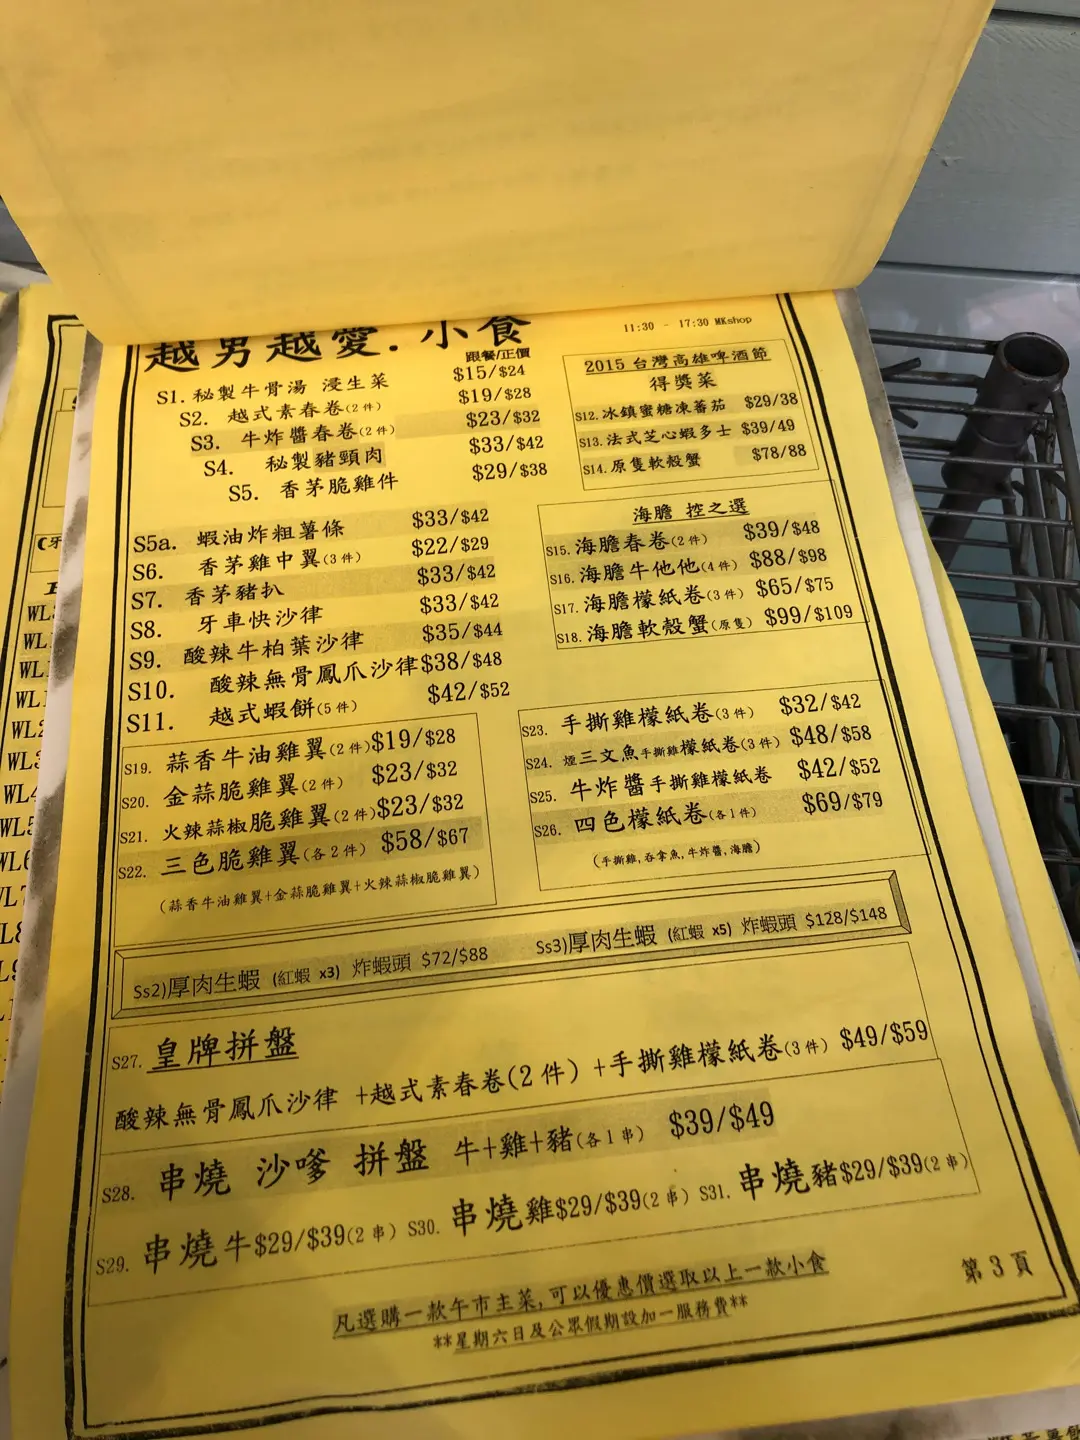 越男越愛.小食
跟餐/正價
11:30 - 17:30 MKshop
S1. 秘製牛骨湯 浸生菜 $15/$24
S2. 越式素春卷(2 件) $19/$28
S3. 牛炸醬春卷(2 件) $23/$32
S4. 秘製豬頸肉 $33/$42
S5. 香茅脆雞件 $29/$38
2015 台灣高雄啤酒節
得獎菜
S12.冰鎮蜜糖凍蕃茄 $29/38
S13.法式芝心蝦多士 $39/49
S14.原隻軟殼蟹 $78/88
S5a. 蝦油炸粗薯條 $33/$42
S6. 香茅雞中翼(3 件) $22/$29
S7. 香茅豬扒 $33/$42
S8. 牙車快沙律 $33/$42
S9. 酸辣牛柏葉沙律 $35/$44
S10. 酸辣無骨鳳爪沙律$38/$48
S11. 越式蝦餅(5 件) $42/$52
海膽 控之選
S15.海膽春卷(2 件) $39/$48
S16.海膽牛他他(4 件) $88/$98
S17.海膽檬紙卷(3 件) $65/$75
S18.海膽軟殼蟹(原隻) $99/$109
S19. 蒜香牛油雞翼(2 件)$19/$28
S20. 金蒜脆雞翼(2 件) $23/$32
S21. 火辣蒜椒脆雞翼(2 件)$23/$32
S22. 三色脆雞翼(各 2 件) $58/$67
(蒜香牛油雞翼+金蒜脆雞翼+火辣蒜椒脆雞翼)
S23. 手撕雞檬紙卷(3 件) $32/$42
S24. 煙三文魚手撕雞檬紙卷(3 件) $48/$58
S25. 牛炸醬手撕雞檬紙卷 $42/$52
S26. 四色檬紙卷(各 1 件) $69/$79
(手撕雞,吞拿魚,牛炸醬,海膽)
Ss2)厚肉生蝦 (紅蝦 x3) 炸蝦頭 $72/$88 Ss3)厚肉生蝦 (紅蝦 x5) 炸蝦頭 $128/$148
S27. 皇牌拼盤
酸辣無骨鳳爪沙律 +越式素春卷(2 件) +手撕雞檬紙卷(3 件) $49/$59
S28. 串燒 沙嗲 拼盤 牛+雞+豬(各 1 串) $39/$49
S29. 串燒牛$29/$39(2 串) S30. 串燒雞$29/$39(2 串) S31. 串燒豬$29/$39(2 串)
凡選購一款午市主菜,可以優惠價選取以上一款小食
**星期六日及公眾假期設加一服務費**
第 3 頁